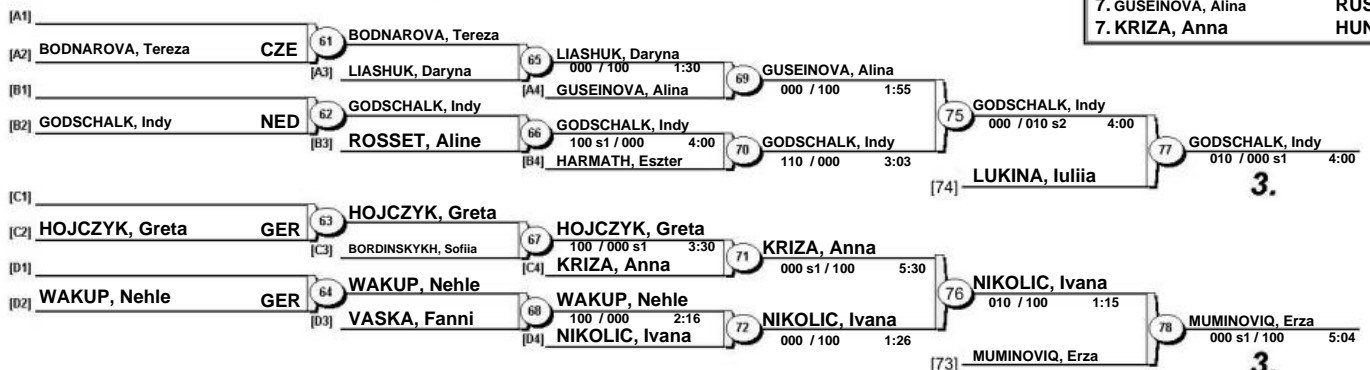 7. GUSEINOVA, Alina RUS
7. KRIZA, Anna HUN
[A1]
[A2] BODNAROVA, Tereza CZE 61 BODNAROVA, Tereza
[A3] LIASHUK, Daryna 65 LIASHUK, Daryna
000 / 100 1:30
[A4] GUSEINOVA, Alina 69 GUSEINOVA, Alina
000 / 100 1:55
[B1]
[B2] GODSCHALK, Indy NED 62 GODSCHALK, Indy
[B3] ROSSET, Aline 66 GODSCHALK, Indy
100 s1 / 000 4:00
[B4] HARMATH, Eszter 70 GODSCHALK, Indy
110 / 000 3:03
75 GODSCHALK, Indy
000 / 010 s2 4:00
[74] LUKINA, Iuliia 77 GODSCHALK, Indy
010 / 000 s1 4:00
3.
[C1]
[C2] HOJCZYK, Greta GER 63 HOJCZYK, Greta
[C3] BORDINSKYKH, Sofiia 67 HOJCZYK, Greta
100 / 000 s1 3:30
[C4] KRIZA, Anna 71 KRIZA, Anna
000 s1 / 100 5:30
[D1]
[D2] WAKUP, Nehle GER 64 WAKUP, Nehle
[D3] VASKA, Fanni 68 WAKUP, Nehle
100 / 000 2:16
[D4] NIKOLIC, Ivana 72 NIKOLIC, Ivana
000 / 100 1:26
76 NIKOLIC, Ivana
010 / 100 1:15
[73] MUMINOVIQ, Erza 78 MUMINOVIQ, Erza
000 s1 / 100 5:04
3.